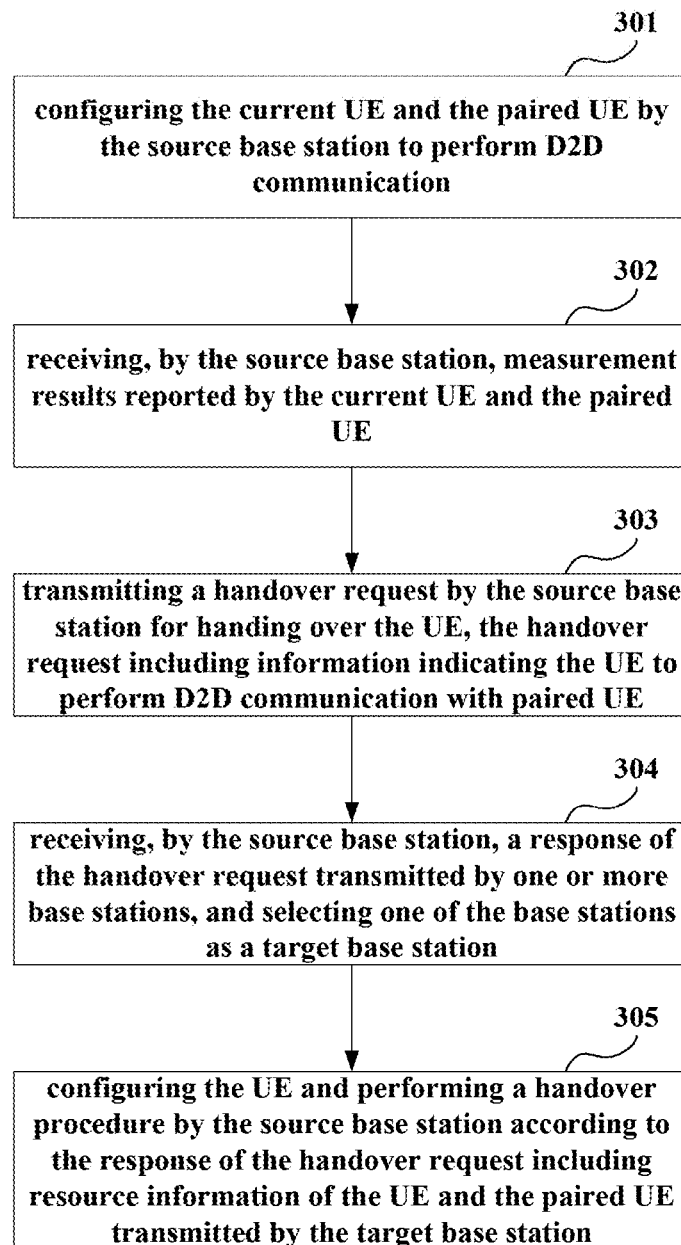 301
configuring the current UE and the paired UE by
the source base station to perform D2D
communication
302
receiving, by the source base station, measurement
results reported by the current UE and the paired
UE
303
transmitting a handover request by the source base
station for handing over the UE, the handover
request including information indicating the UE to
perform D2D communication with paired UE
304
receiving, by the source base station, a response of
the handover request transmitted by one or more
base stations, and selecting one of the base stations
as a target base station
305
configuring the UE and performing a handover
procedure by the source base station according to
the response of the handover request including
resource information of the UE and the paired UE
transmitted by the target base station